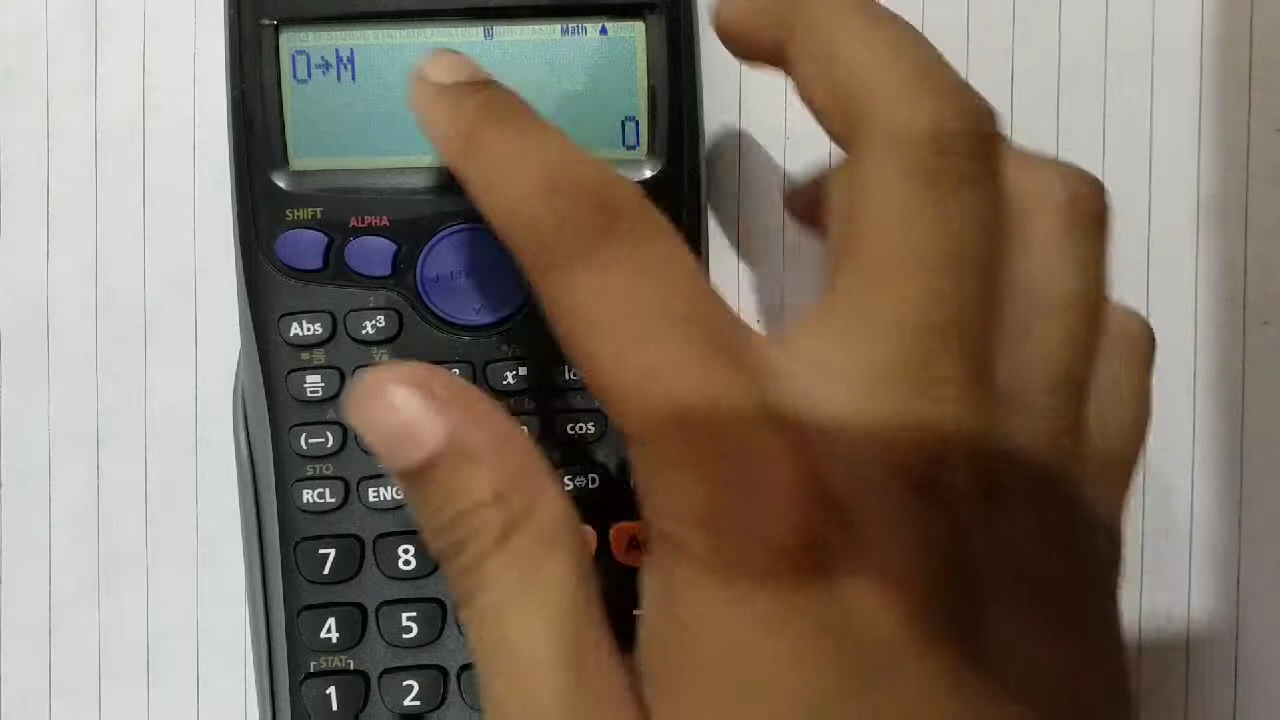 D Math ▲
0→M
0
SHIFT ALPHA
Abs x³
(−) cos
STO
RCL ENG S⇔D
7 8
4 5
STAT
1 2